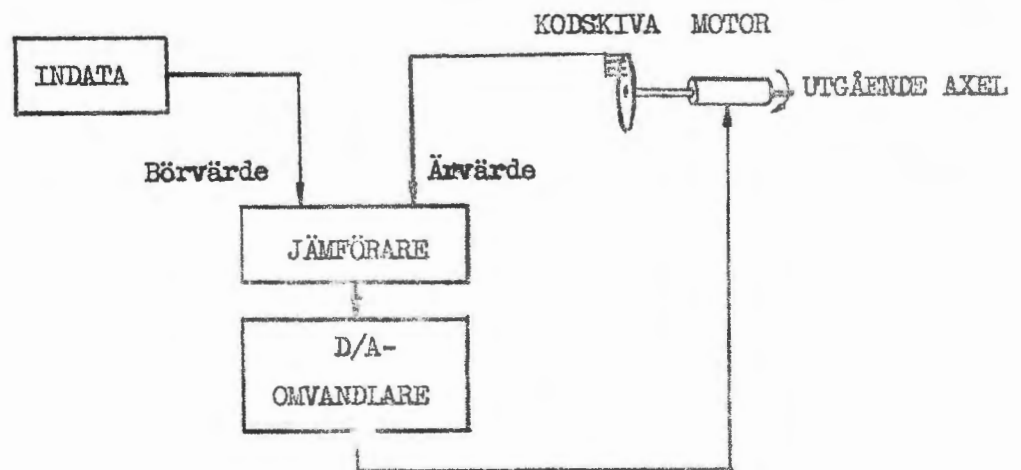 KODSKIVA MOTOR
INDATA
UTGÅENDE AXEL
Börvärde
Ärvärde
JÄMFÖRARE
D/A-
OMVANDLARE